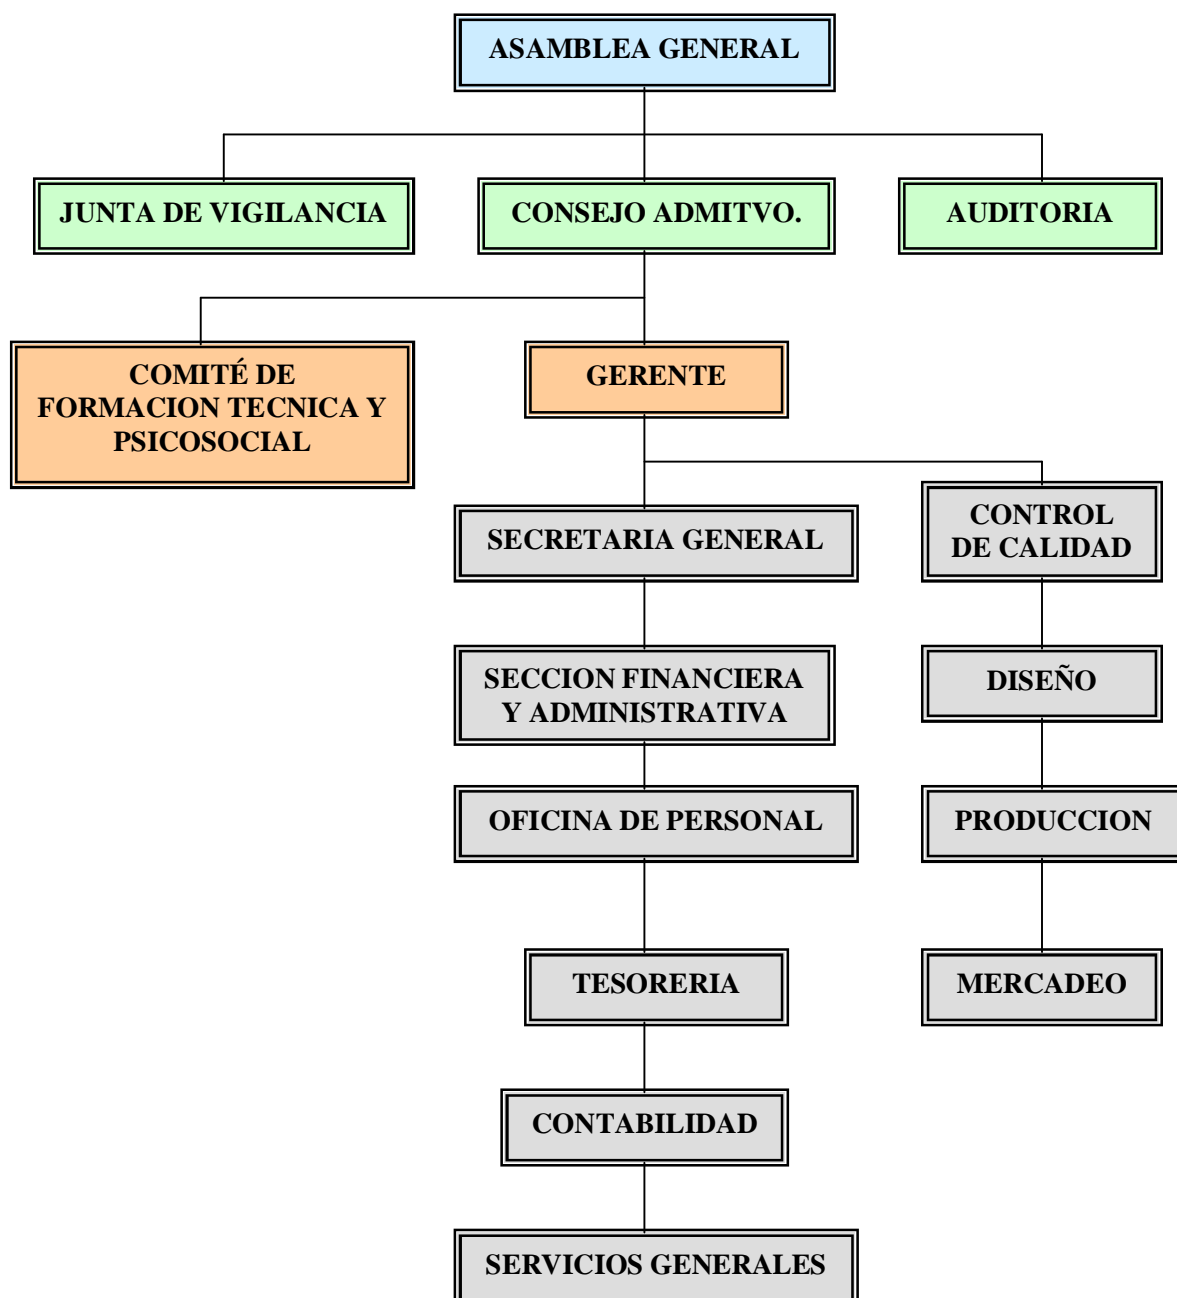 ASAMBLEA GENERAL
JUNTA DE VIGILANCIA
CONSEJO ADMITVO.
AUDITORIA
COMITÉ DE
FORMACION TECNICA Y
PSICOSOCIAL
GERENTE
SECRETARIA GENERAL
CONTROL
DE CALIDAD
SECCION FINANCIERA
Y ADMINISTRATIVA
DISEÑO
OFICINA DE PERSONAL
PRODUCCION
TESORERIA
MERCADEO
CONTABILIDAD
SERVICIOS GENERALES